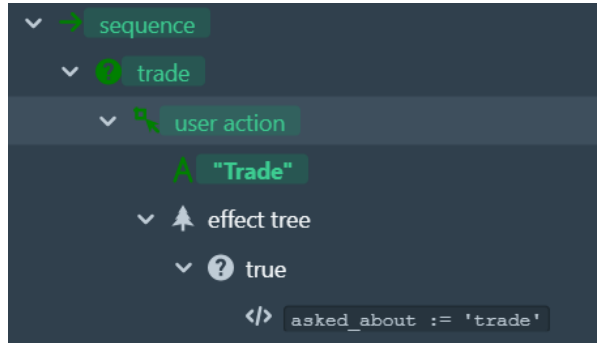 sequence
trade
user action
A "Trade"
effect tree
true
</> asked_about := 'trade'